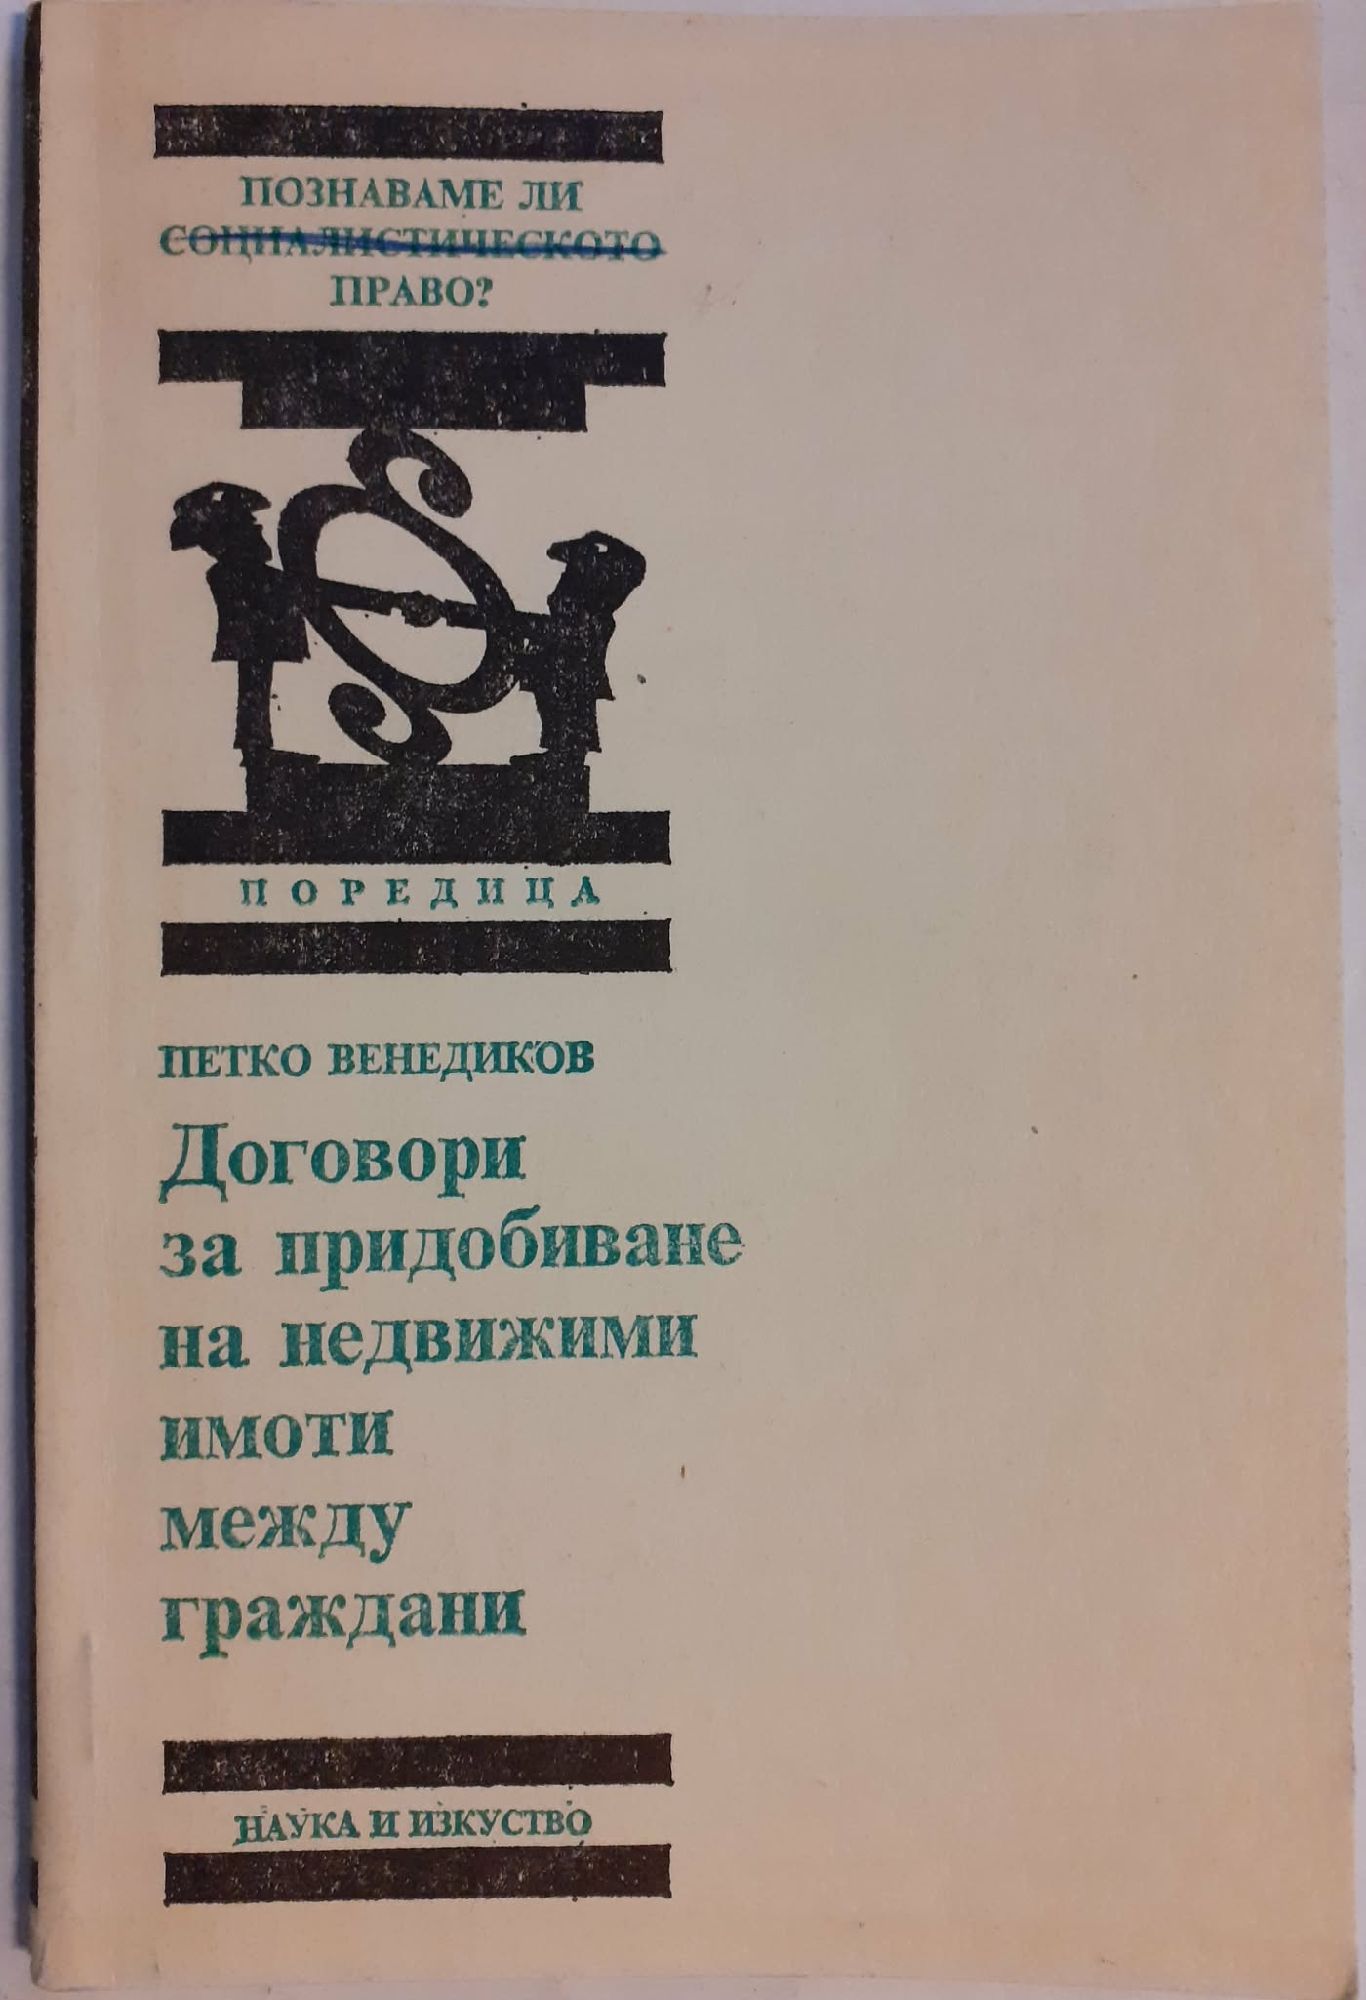 ПОЗНАВАМЕ ЛИ
СОЦИАЛИСТИЧЕСКОТО
ПРАВО?
ПОРЕДИЦА
ПЕТКО ВЕНЕДИКОВ
Договори
за придобиване
на недвижими
имоти
между
граждани
НАУКА И ИЗКУСТВО